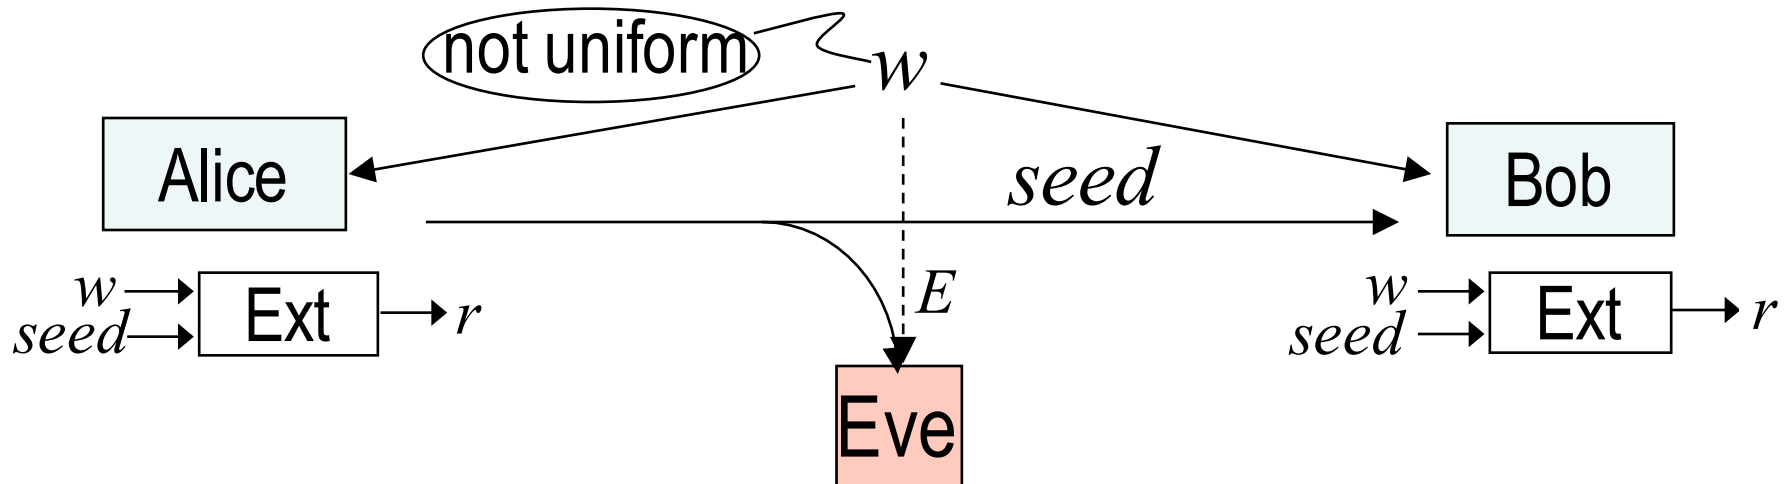 not uniform
w
Alice
seed
Bob
w
seed
Ext
r
E
w
seed
Ext
r
Eve